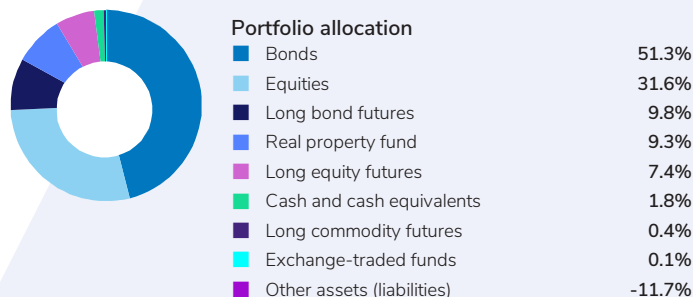 Portfolio allocation
Bonds 51.3%
Equities 31.6%
Long bond futures 9.8%
Real property fund 9.3%
Long equity futures 7.4%
Cash and cash equivalents 1.8%
Long commodity futures 0.4%
Exchange-traded funds 0.1%
Other assets (liabilities) -11.7%